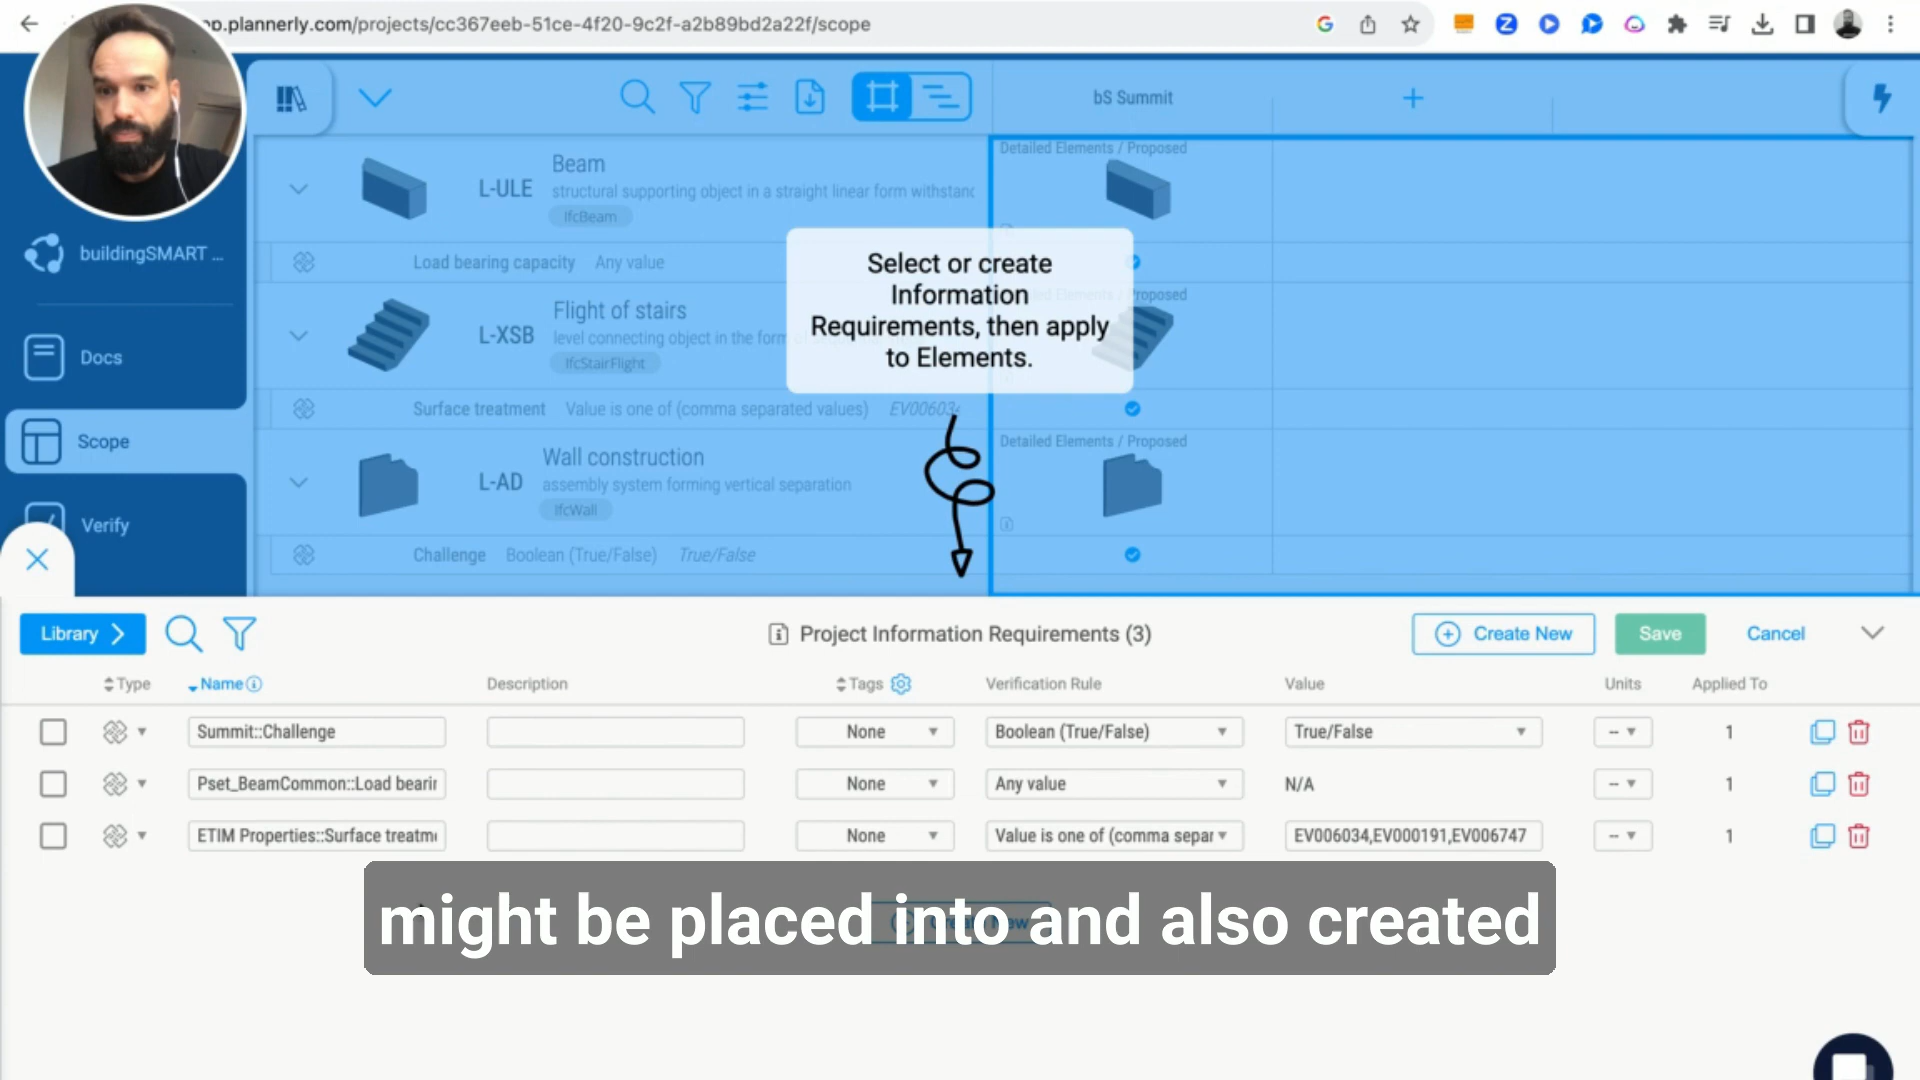 p.plannerly.com/projects/cc367eeb-51ce-4f20-9c2f-a2b89bd2a22f/scope
bS Summit
buildingSMART ...
Docs
Scope
Verify
Beam
L-ULE
structural supporting object in a straight linear form withstanc
IfcBeam
Detailed Elements / Proposed
Load bearing capacity Any value
Flight of stairs
L-XSB
level connecting object in the form
IfcStairFlight
Proposed
Surface treatment Value is one of (comma separated values) EV006034
Wall construction
L-AD
assembly system forming vertical separation
IfcWall
Detailed Elements / Proposed
Challenge Boolean (True/False) True/False
Select or create
Information
Requirements, then apply
to Elements.
Library
Project Information Requirements (3)
Create New
Save
Cancel
Type Name Description Tags Verification Rule Value Units Applied To
Summit::Challenge None Boolean (True/False) True/False -- 1
Pset_BeamCommon::Load bearin None Any value N/A -- 1
ETIM Properties::Surface treatm None Value is one of (comma separ EV006034,EV000191,EV006747 -- 1
might be placed into and also created